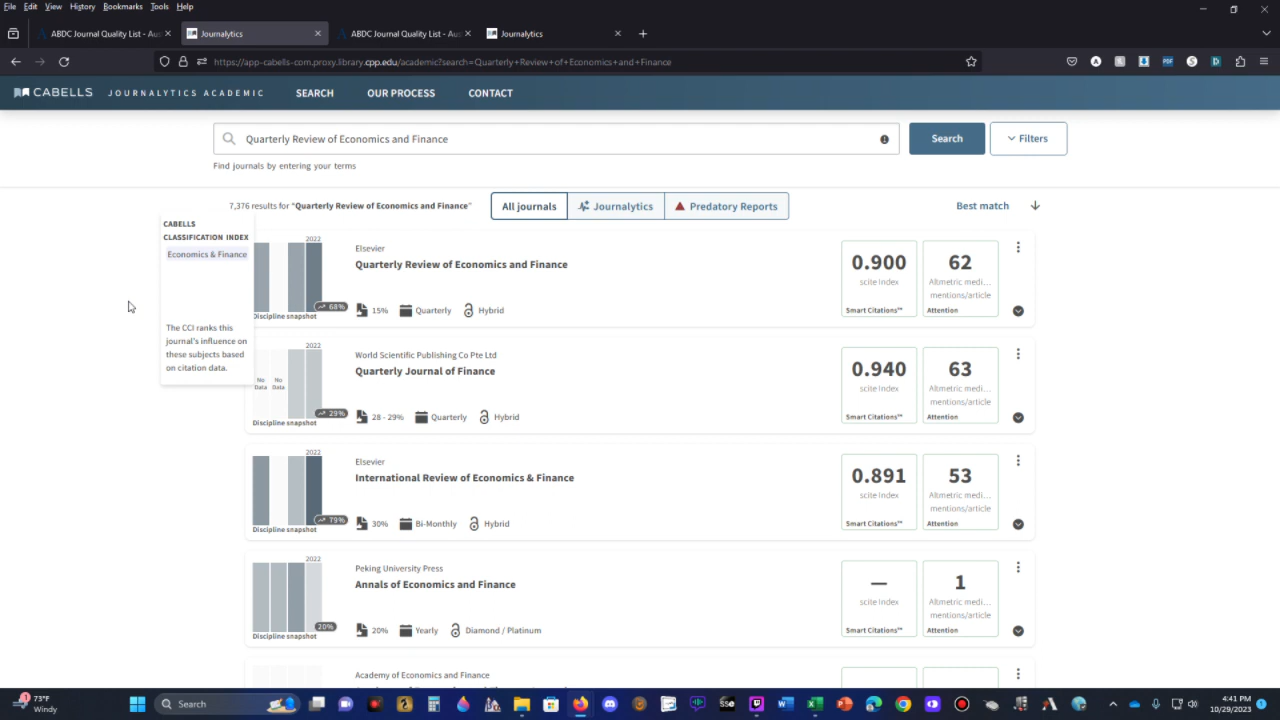 File Edit View History Bookmarks Tools Help
ABDC Journal Quality List - Aus
Journalytics
ABDC Journal Quality List - Aus
Journalytics
https://app-cabells-com.proxy.library.cpp.edu/academic?search=Quarterly+Review+of+Economics+and+Finance
CABELLS JOURNALYTICS ACADEMIC SEARCH OUR PROCESS CONTACT
Quarterly Review of Economics and Finance
Search
Filters
Find journals by entering your terms
7,376 results for "Quarterly Review of Economics and Finance"
All journals Journalytics Predatory Reports
Best match
CABELLS
CLASSIFICATION INDEX
Economics & Finance
The CCI ranks this
journal's influence on
these subjects based
on citation data.
2022
68%
Discipline snapshot
Elsevier
Quarterly Review of Economics and Finance
15% Quarterly Hybrid
0.900
scite Index
Smart Citations™
62
Altmetric medi...
mentions/article
Attention
2022
No
Data
No
Data
29%
Discipline snapshot
World Scientific Publishing Co Pte Ltd
Quarterly Journal of Finance
28 - 29% Quarterly Hybrid
0.940
scite Index
Smart Citations™
63
Altmetric medi...
mentions/article
Attention
2022
79%
Discipline snapshot
Elsevier
International Review of Economics & Finance
30% Bi-Monthly Hybrid
0.891
scite Index
Smart Citations™
53
Altmetric medi...
mentions/article
Attention
2022
20%
Discipline snapshot
Peking University Press
Annals of Economics and Finance
20% Yearly Diamond / Platinum
—
scite Index
Smart Citations™
1
Altmetric medi...
mentions/article
Attention
Academy of Economics and Finance
1
73°F
Windy
Search
4:41 PM
10/29/2023